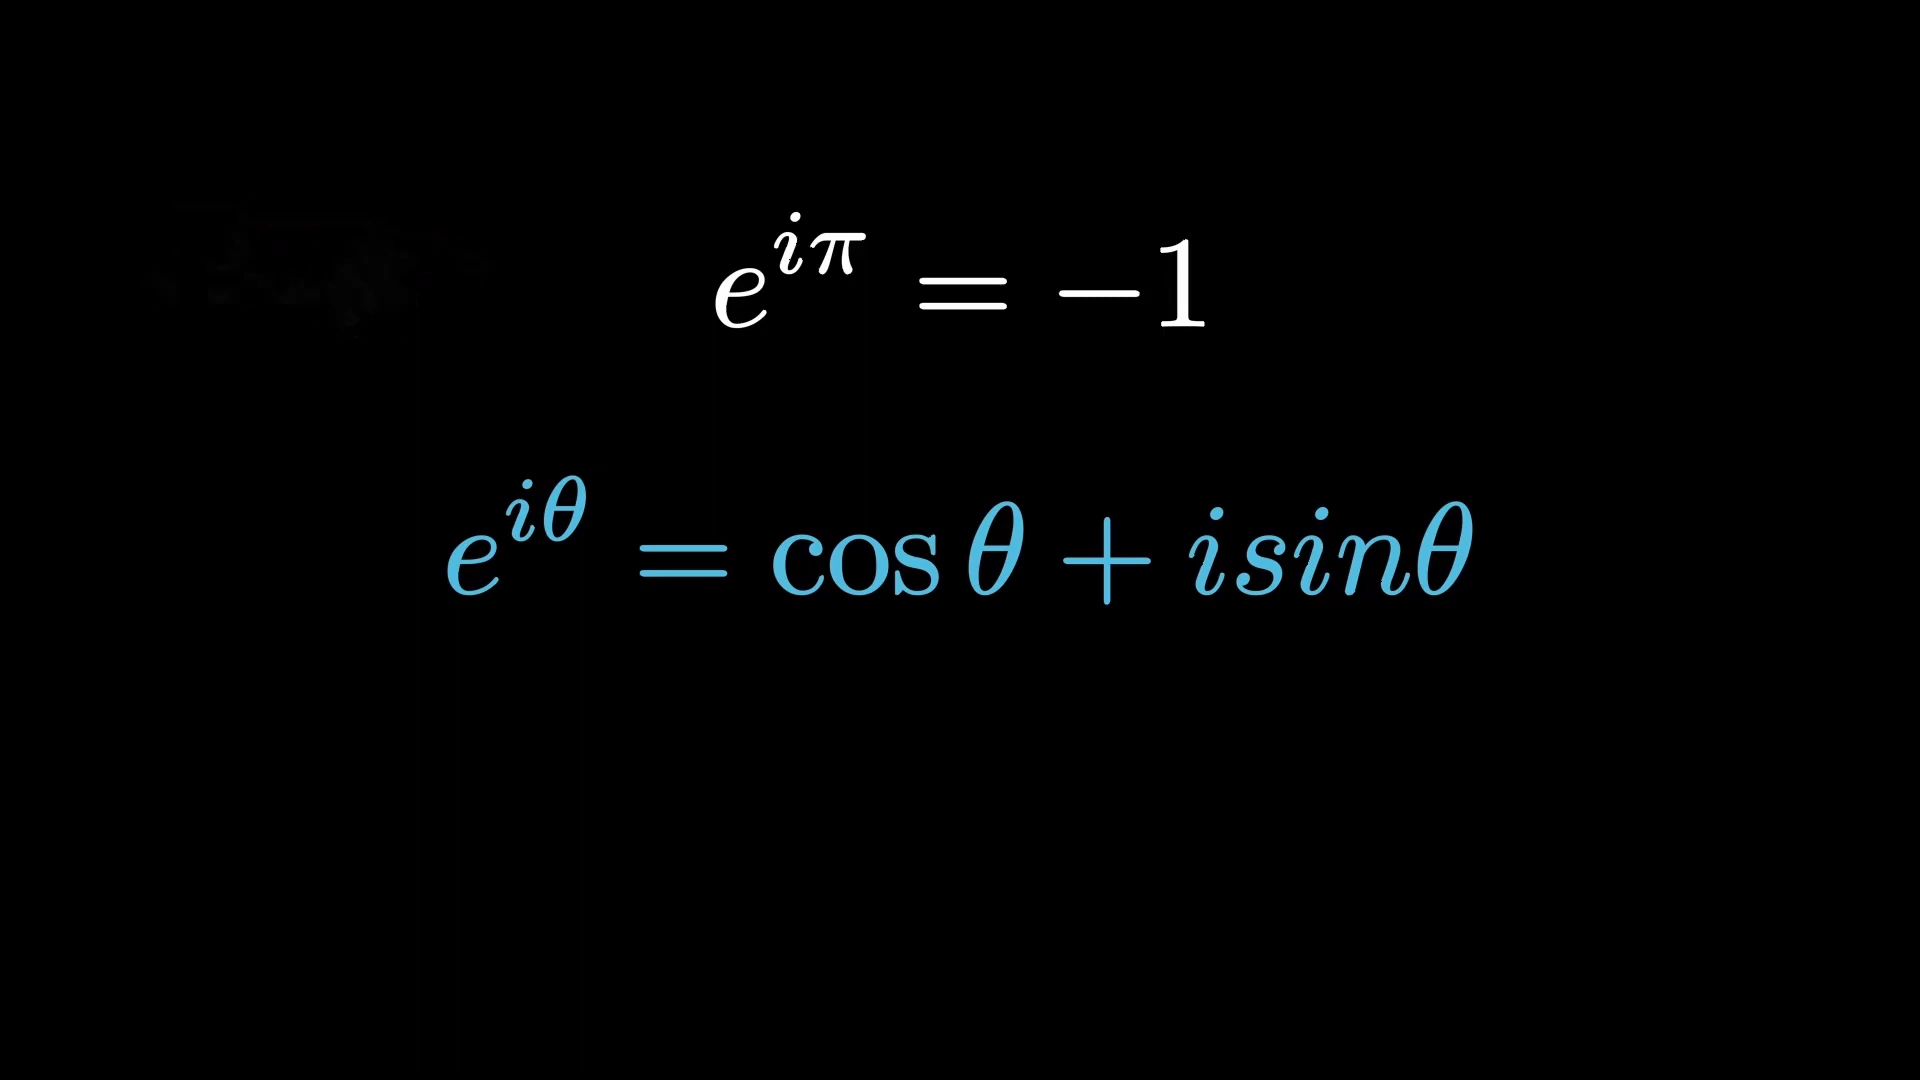 e^{iπ} = −1
e^{iθ} = cos θ + isinθ